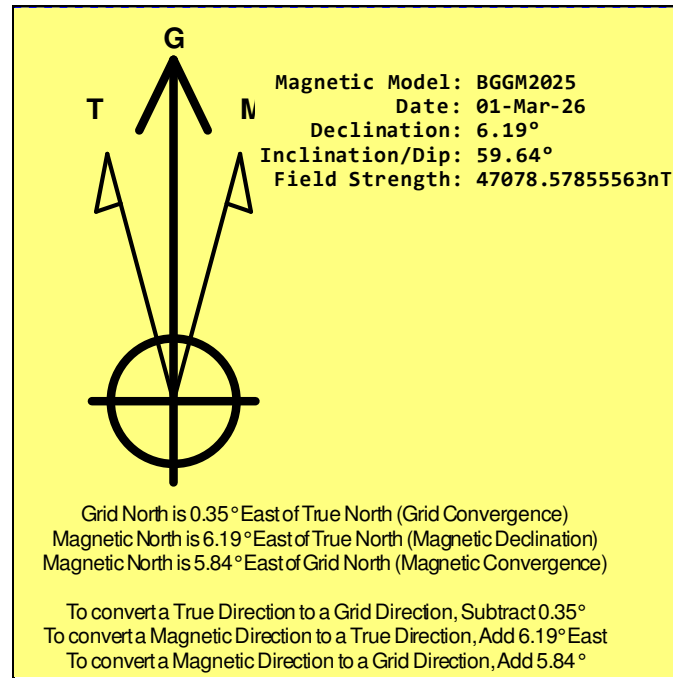 G
T
M
Magnetic Model: BGGM2025
Date: 01-Mar-26
Declination: 6.19°
Inclination/Dip: 59.64°
Field Strength: 47078.57855563nT
Grid North is 0.35° East of True North (Grid Convergence)
Magnetic North is 6.19° East of True North (Magnetic Declination)
Magnetic North is 5.84° East of Grid North (Magnetic Convergence)
To convert a True Direction to a Grid Direction, Subtract 0.35°
To convert a Magnetic Direction to a True Direction, Add 6.19° East
To convert a Magnetic Direction to a Grid Direction, Add 5.84°